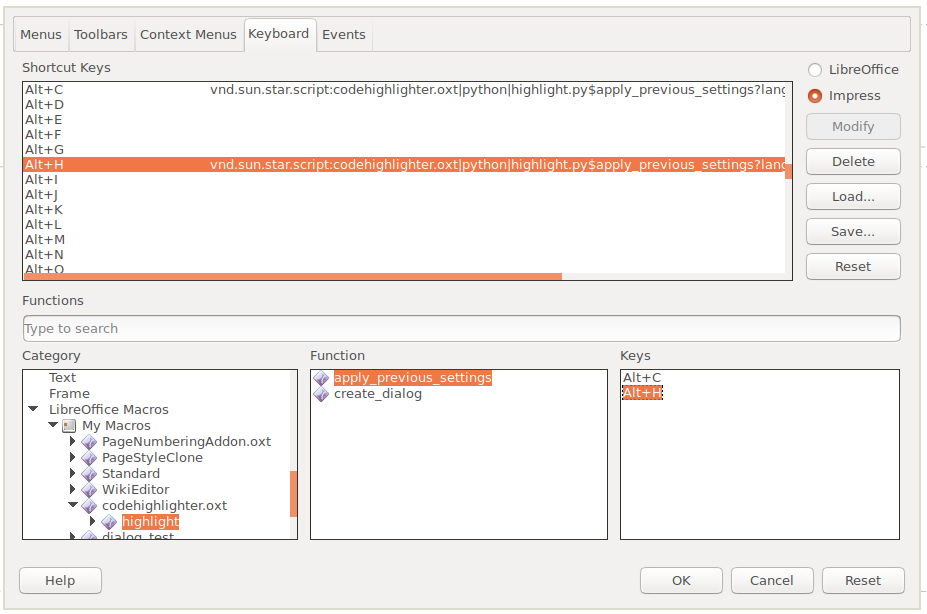 Menus Toolbars Context Menus Keyboard Events
Shortcut Keys
Alt+C vnd.sun.star.script:codehighlighter.oxt|python|highlight.py$apply_previous_settings?lang
Alt+D
Alt+E
Alt+F
Alt+G
Alt+H vnd.sun.star.script:codehighlighter.oxt|python|highlight.py$apply_previous_settings?lang
Alt+I
Alt+J
Alt+K
Alt+L
Alt+M
Alt+N
Alt+O
LibreOffice
Impress
Modify
Delete
Load...
Save...
Reset
Functions
Type to search
Category
Text
Frame
LibreOffice Macros
My Macros
PageNumberingAddon.oxt
PageStyleClone
Standard
WikiEditor
codehighlighter.oxt
highlight
dialog_test
Function
apply_previous_settings
create_dialog
Keys
Alt+C
Alt+H
Help OK Cancel Reset